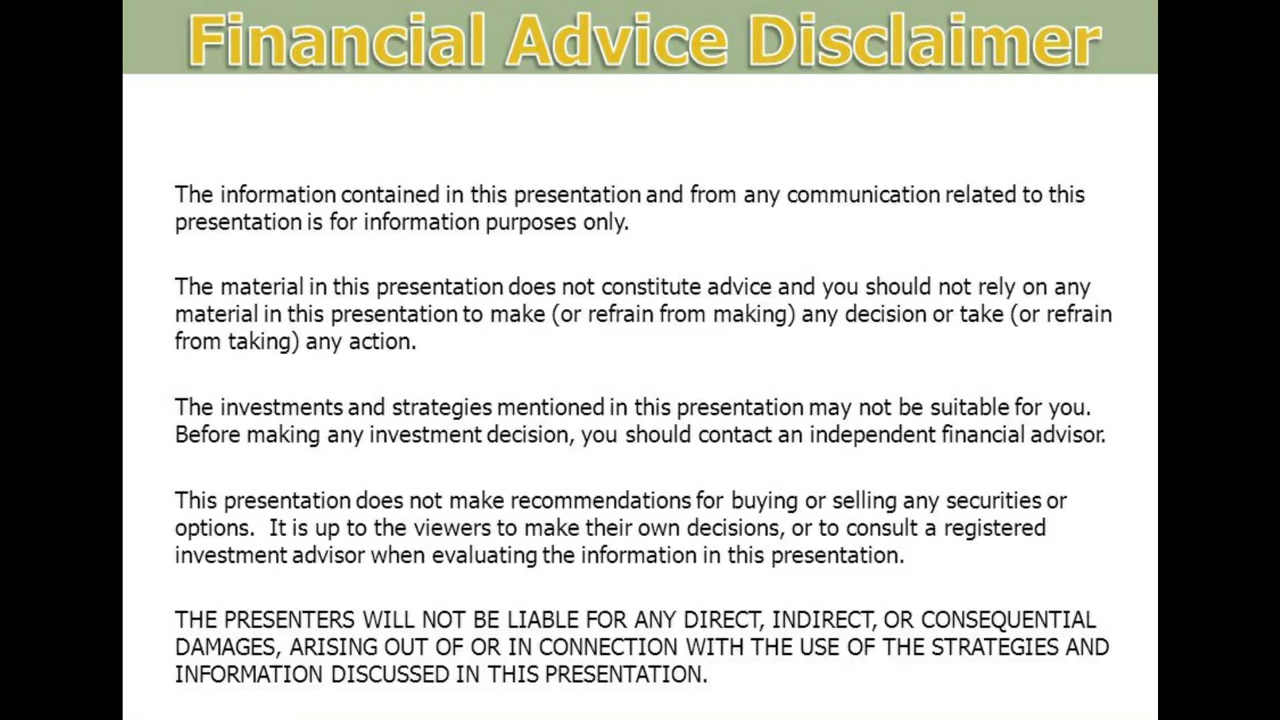 Financial Advice Disclaimer
The information contained in this presentation and from any communication related to this
presentation is for information purposes only.
The material in this presentation does not constitute advice and you should not rely on any
material in this presentation to make (or refrain from making) any decision or take (or refrain
from taking) any action.
The investments and strategies mentioned in this presentation may not be suitable for you.
Before making any investment decision, you should contact an independent financial advisor.
This presentation does not make recommendations for buying or selling any securities or
options.  It is up to the viewers to make their own decisions, or to consult a registered
investment advisor when evaluating the information in this presentation.
THE PRESENTERS WILL NOT BE LIABLE FOR ANY DIRECT, INDIRECT, OR CONSEQUENTIAL
DAMAGES, ARISING OUT OF OR IN CONNECTION WITH THE USE OF THE STRATEGIES AND
INFORMATION DISCUSSED IN THIS PRESENTATION.